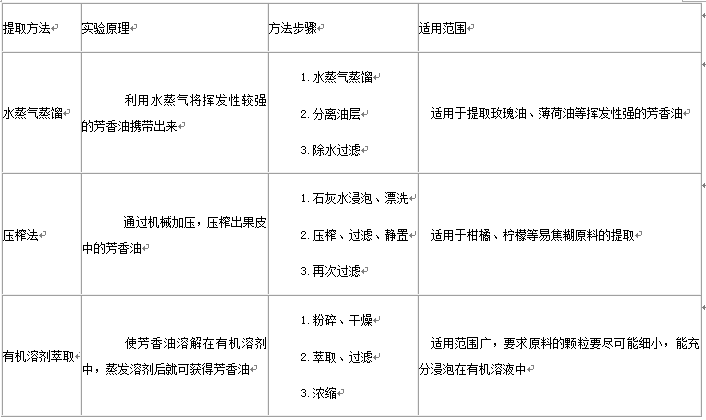 提取方法 实验原理 方法步骤 适用范围
水蒸气蒸馏
利用水蒸气将挥发性较强
的芳香油携带出来
1.水蒸气蒸馏
2.分离油层
3.除水过滤
适用于提取玫瑰油、薄荷油等挥发性强的芳香油
压榨法
通过机械加压，压榨出果皮
中的芳香油
1.石灰水浸泡、漂洗
2.压榨、过滤、静置
3.再次过滤
适用于柑橘、柠檬等易焦糊原料的提取
有机溶剂萃取
使芳香油溶解在有机溶剂
中，蒸发溶剂后就可获得芳香油
1.粉碎、干燥
2.萃取、过滤
3.浓缩
适用范围广，要求原料的颗粒要尽可能细小，能充
分浸泡在有机溶液中